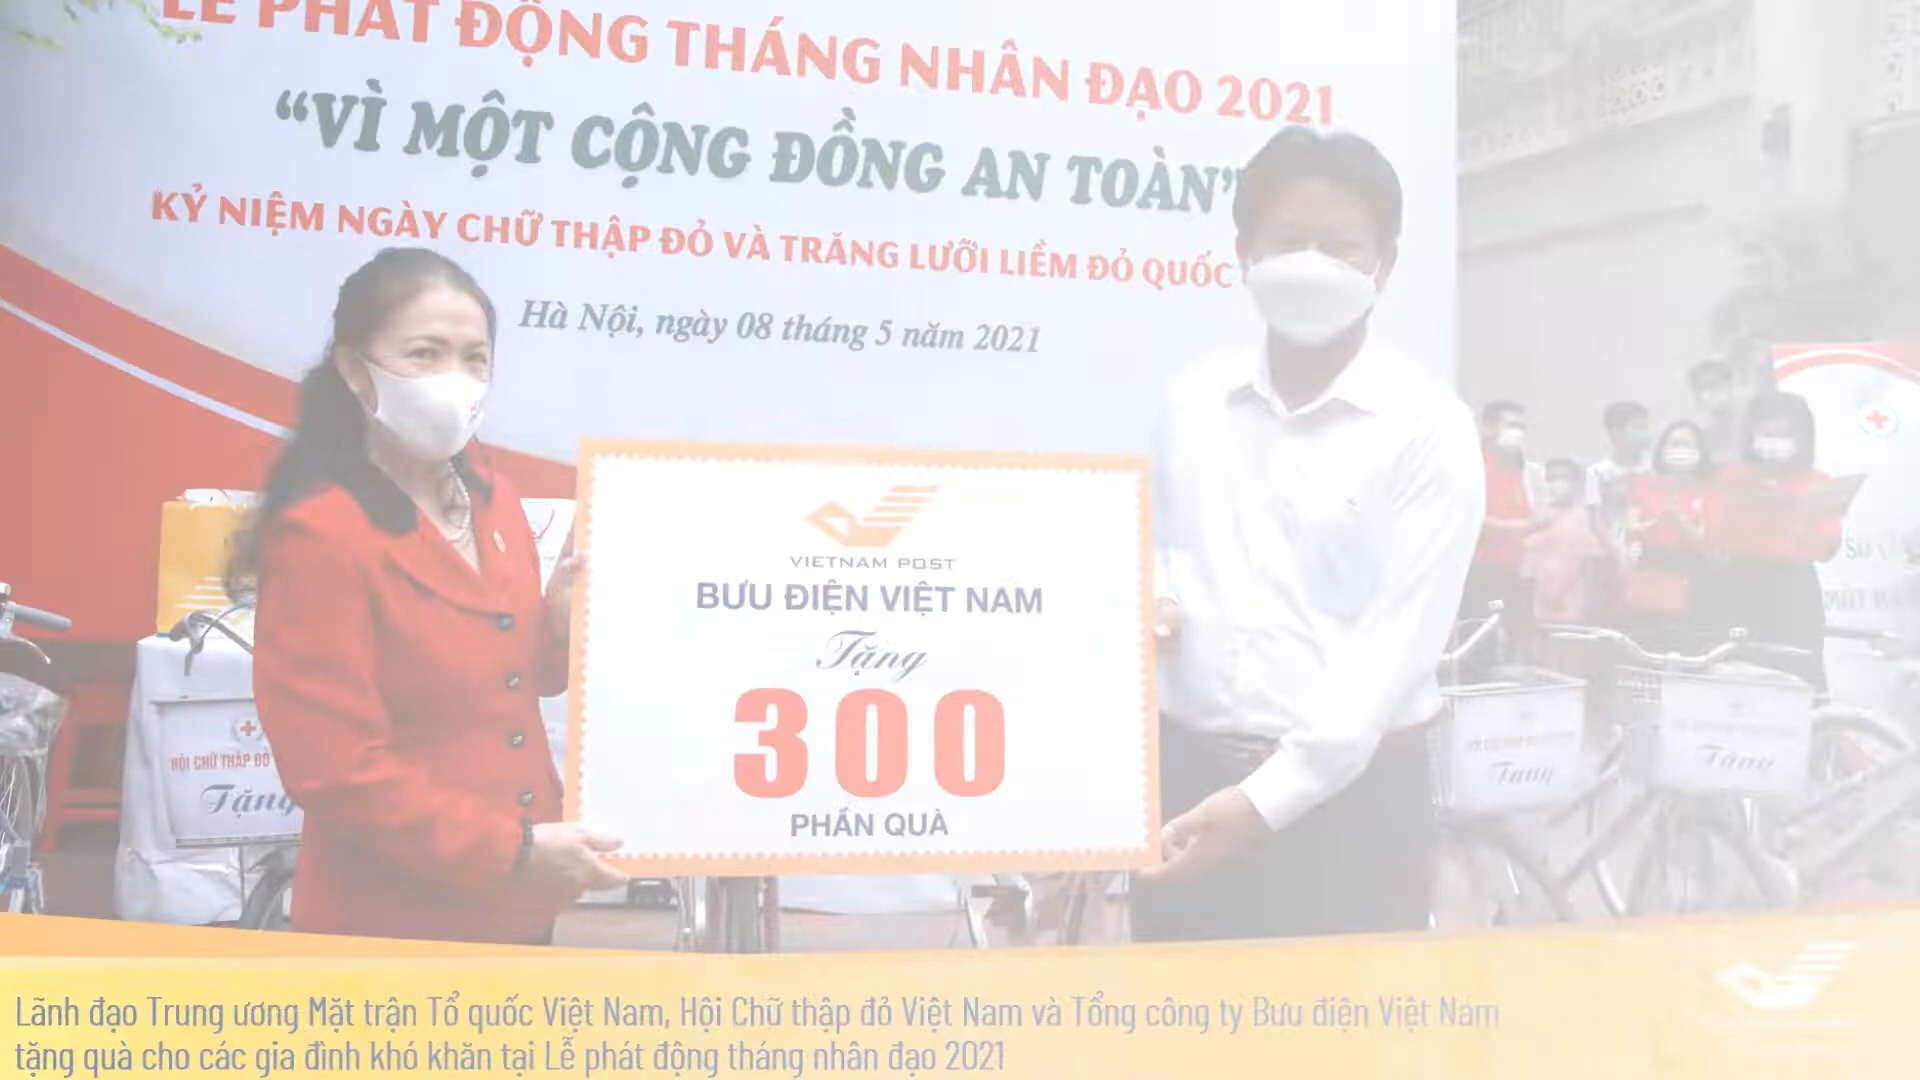 LỄ PHÁT ĐỘNG THÁNG NHÂN ĐẠO 2021
“VÌ MỘT CỘNG ĐỒNG AN TOÀN”
KỶ NIỆM NGÀY CHỮ THẬP ĐỎ VÀ TRĂNG LƯỠI LIỀM ĐỎ QUỐC
Hà Nội, ngày 08 tháng 5 năm 2021
VIETNAM POST
BƯU ĐIỆN VIỆT NAM
Tặng
300
PHẦN QUÀ
HỘI CHỮ THẬP ĐỎ
Tặng
Tặng
Tặng
Lãnh đạo Trung ương Mặt trận Tổ quốc Việt Nam, Hội Chữ thập đỏ Việt Nam và Tổng công ty Bưu điện Việt Nam
tặng quà cho các gia đình khó khăn tại Lễ phát động tháng nhân đạo 2021